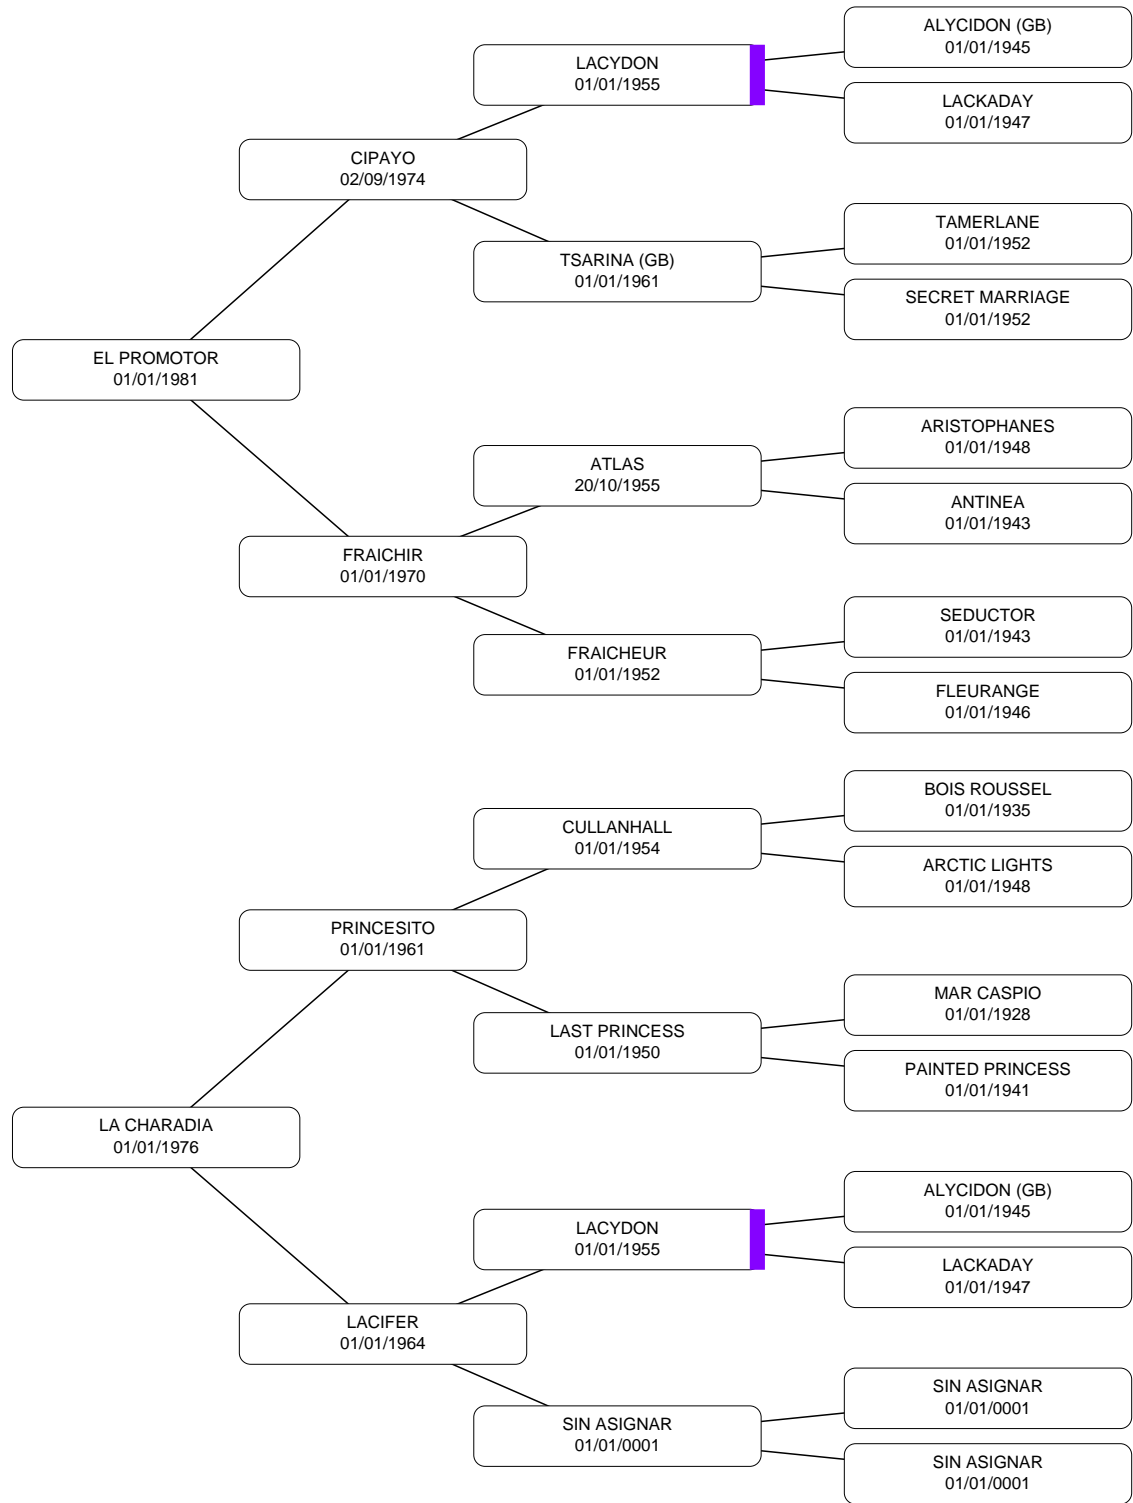 ALYCIDON (GB)
01/01/1945
LACYDON
01/01/1955
LACKADAY
01/01/1947
CIPAYO
02/09/1974
TAMERLANE
01/01/1952
TSARINA (GB)
01/01/1961
SECRET MARRIAGE
01/01/1952
EL PROMOTOR
01/01/1981
ARISTOPHANES
01/01/1948
ATLAS
20/10/1955
ANTINEA
01/01/1943
FRAICHIR
01/01/1970
SEDUCTOR
01/01/1943
FRAICHEUR
01/01/1952
FLEURANGE
01/01/1946
BOIS ROUSSEL
01/01/1935
CULLANHALL
01/01/1954
ARCTIC LIGHTS
01/01/1948
PRINCESITO
01/01/1961
MAR CASPIO
01/01/1928
LAST PRINCESS
01/01/1950
PAINTED PRINCESS
01/01/1941
LA CHARADIA
01/01/1976
ALYCIDON (GB)
01/01/1945
LACYDON
01/01/1955
LACKADAY
01/01/1947
LACIFER
01/01/1964
SIN ASIGNAR
01/01/0001
SIN ASIGNAR
01/01/0001
SIN ASIGNAR
01/01/0001